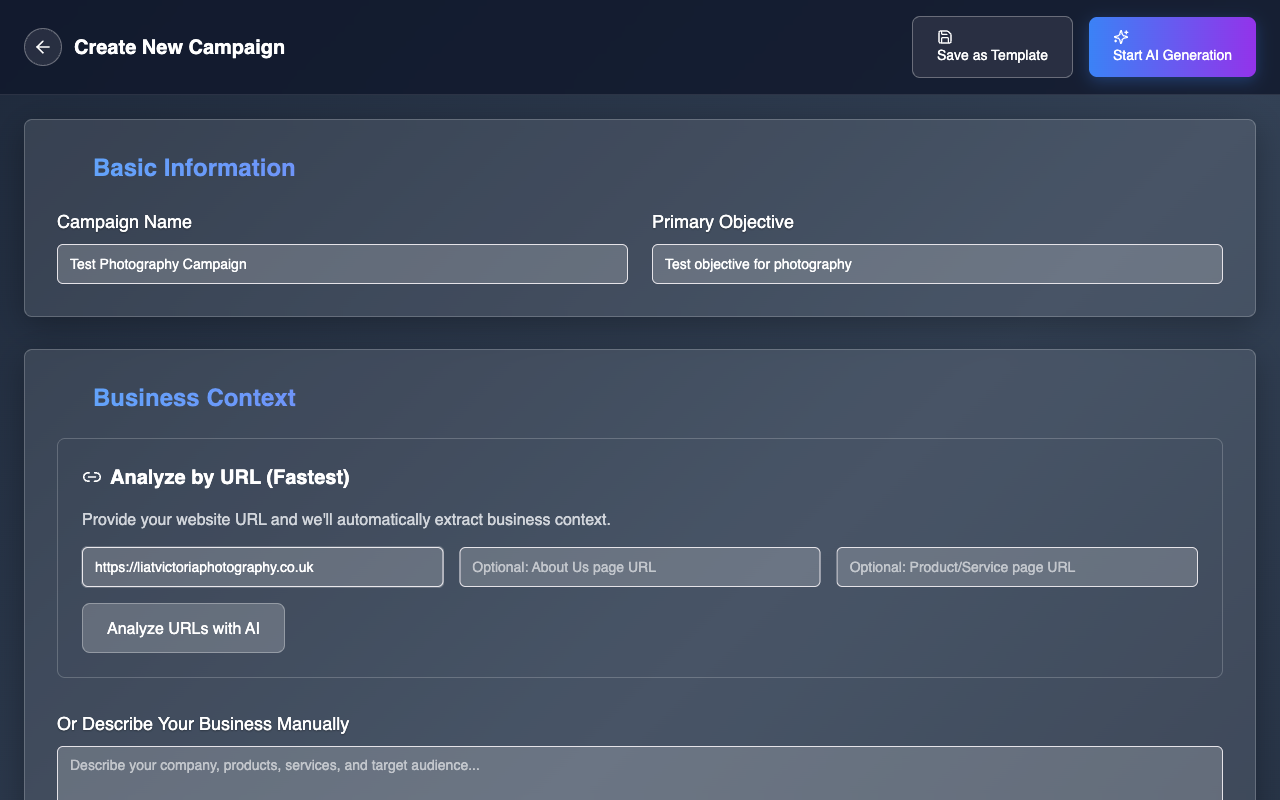 Create New Campaign
Save as Template
Start AI Generation
Basic Information
Campaign Name
Primary Objective
Test Photography Campaign
Test objective for photography
Business Context
Analyze by URL (Fastest)
Provide your website URL and we'll automatically extract business context.
https://liatvictoriaphotography.co.uk
Optional: About Us page URL
Optional: Product/Service page URL
Analyze URLs with AI
Or Describe Your Business Manually
Describe your company, products, services, and target audience...